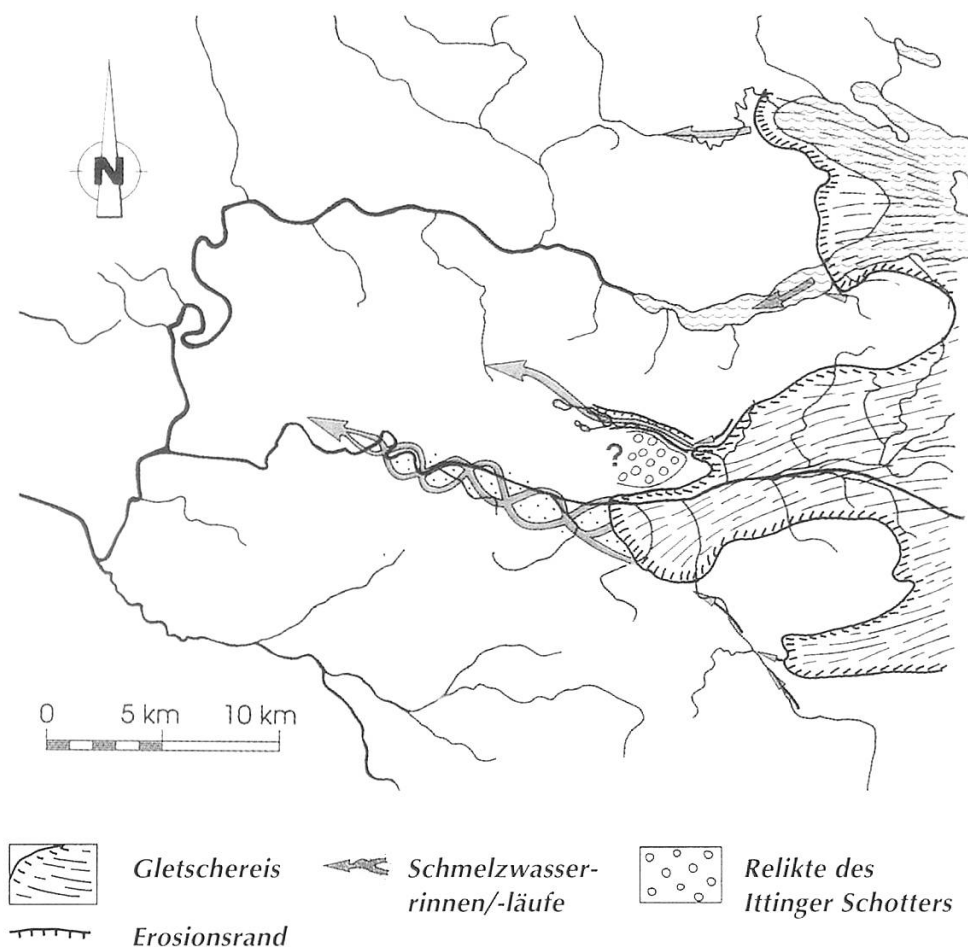 N
?
0 5 km 10 km
Gletschereis
Schmelzwasser-
rinnen/-läufe
Relikte des
Ittinger Schotters
Erosionsrand